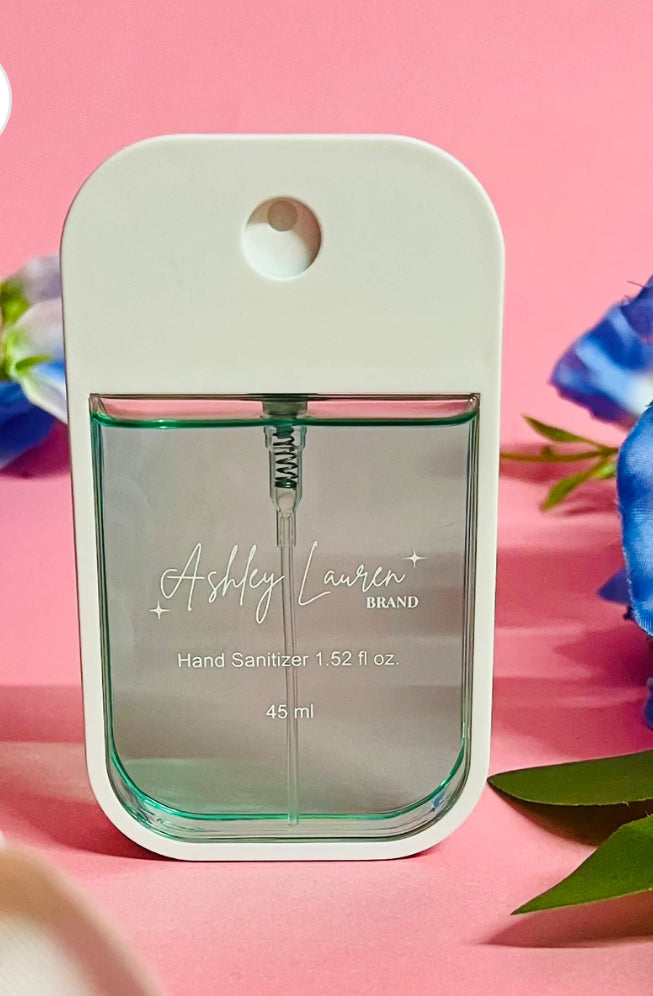 Ashley Lauren
BRAND
Hand Sanitizer 1.52 fl oz.
45 ml